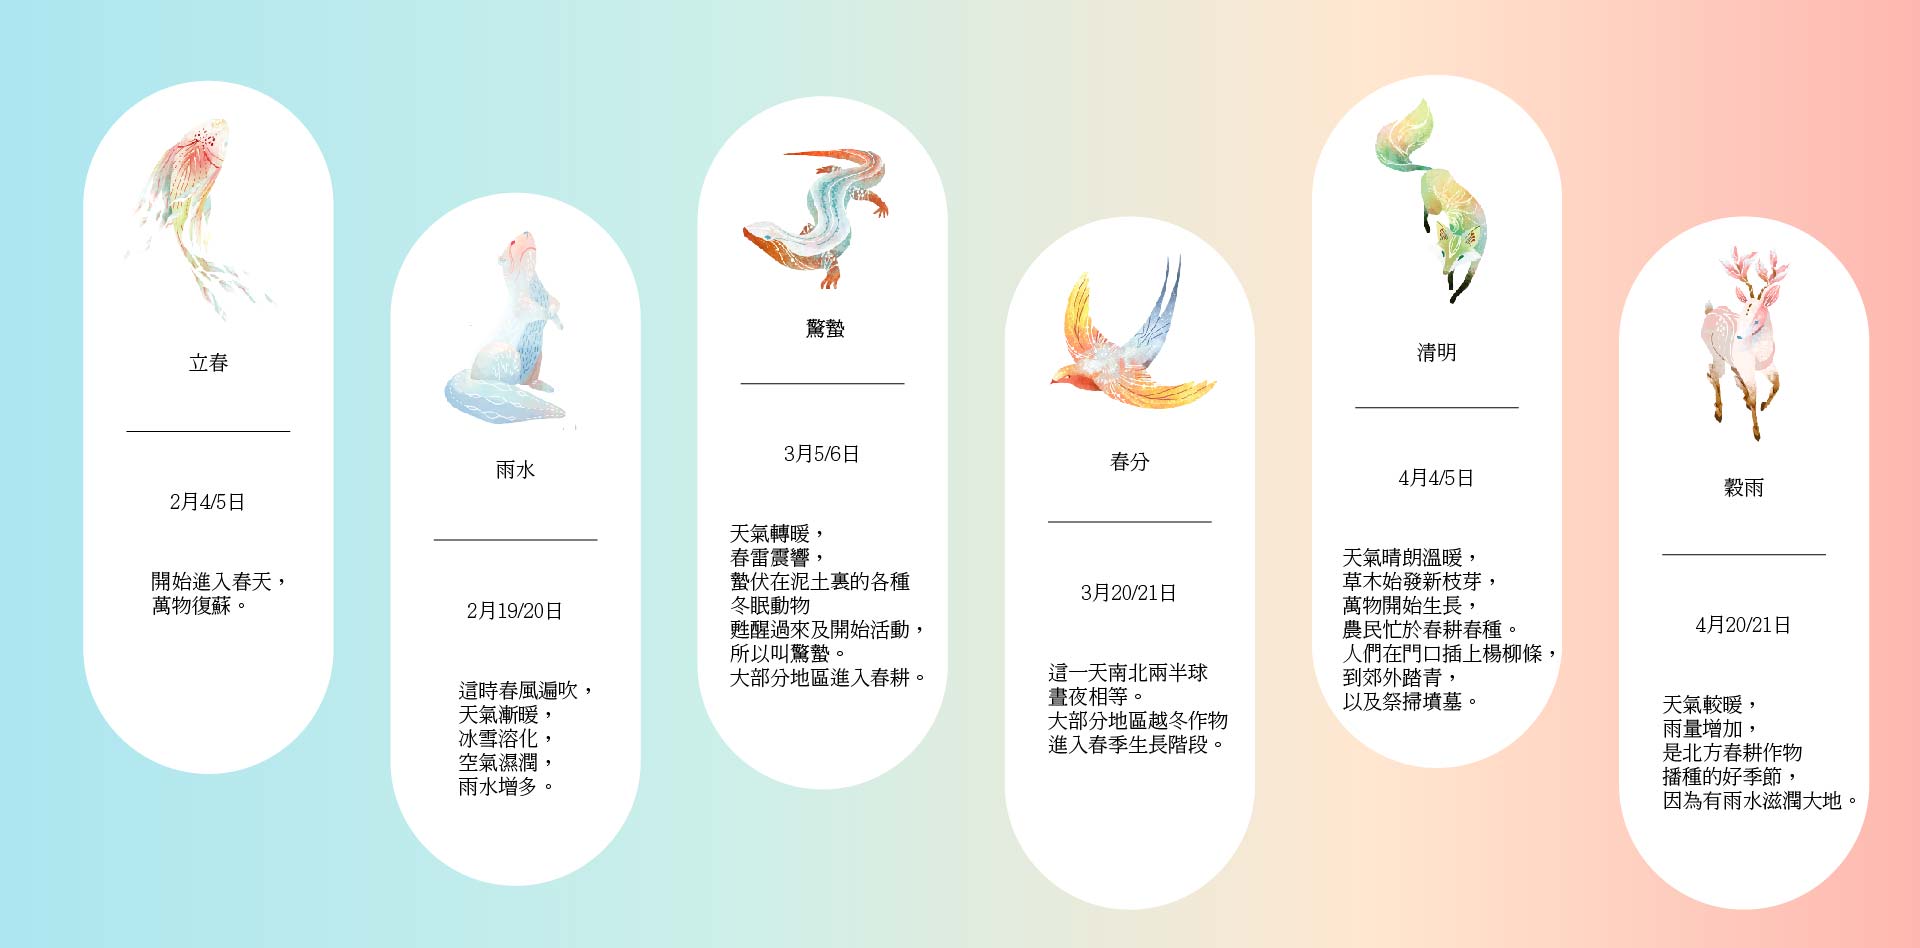 立春
2月4/5日
開始進入春天，
萬物復蘇。
雨水
2月19/20日
這時春風遍吹，
天氣漸暖，
冰雪溶化，
空氣濕潤，
雨水增多。
驚蟄
3月5/6日
天氣轉暖，
春雷震響，
蟄伏在泥土裏的各種
冬眠動物
甦醒過來及開始活動，
所以叫驚蟄。
大部分地區進入春耕。
春分
3月20/21日
這一天南北兩半球
晝夜相等。
大部分地區越冬作物
進入春季生長階段。
清明
4月4/5日
天氣晴朗溫暖，
草木始發新枝芽，
萬物開始生長，
農民忙於春耕春種。
人們在門口插上楊柳條，
到郊外踏青，
以及祭掃墳墓。
穀雨
4月20/21日
天氣較暖，
雨量增加，
是北方春耕作物
播種的好季節，
因為有雨水滋潤大地。